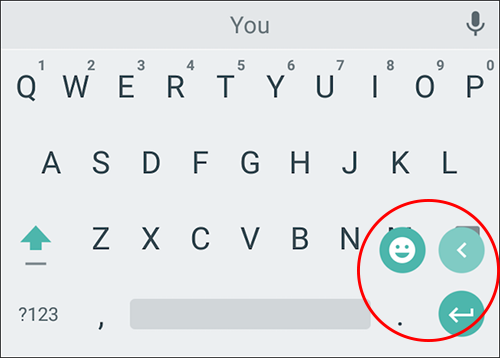 You
1 2 3 4 5 6 7 8 9 0
Q W E R T Y U I O P
A S D F G H J K L
Z X C V B N
?123 , .